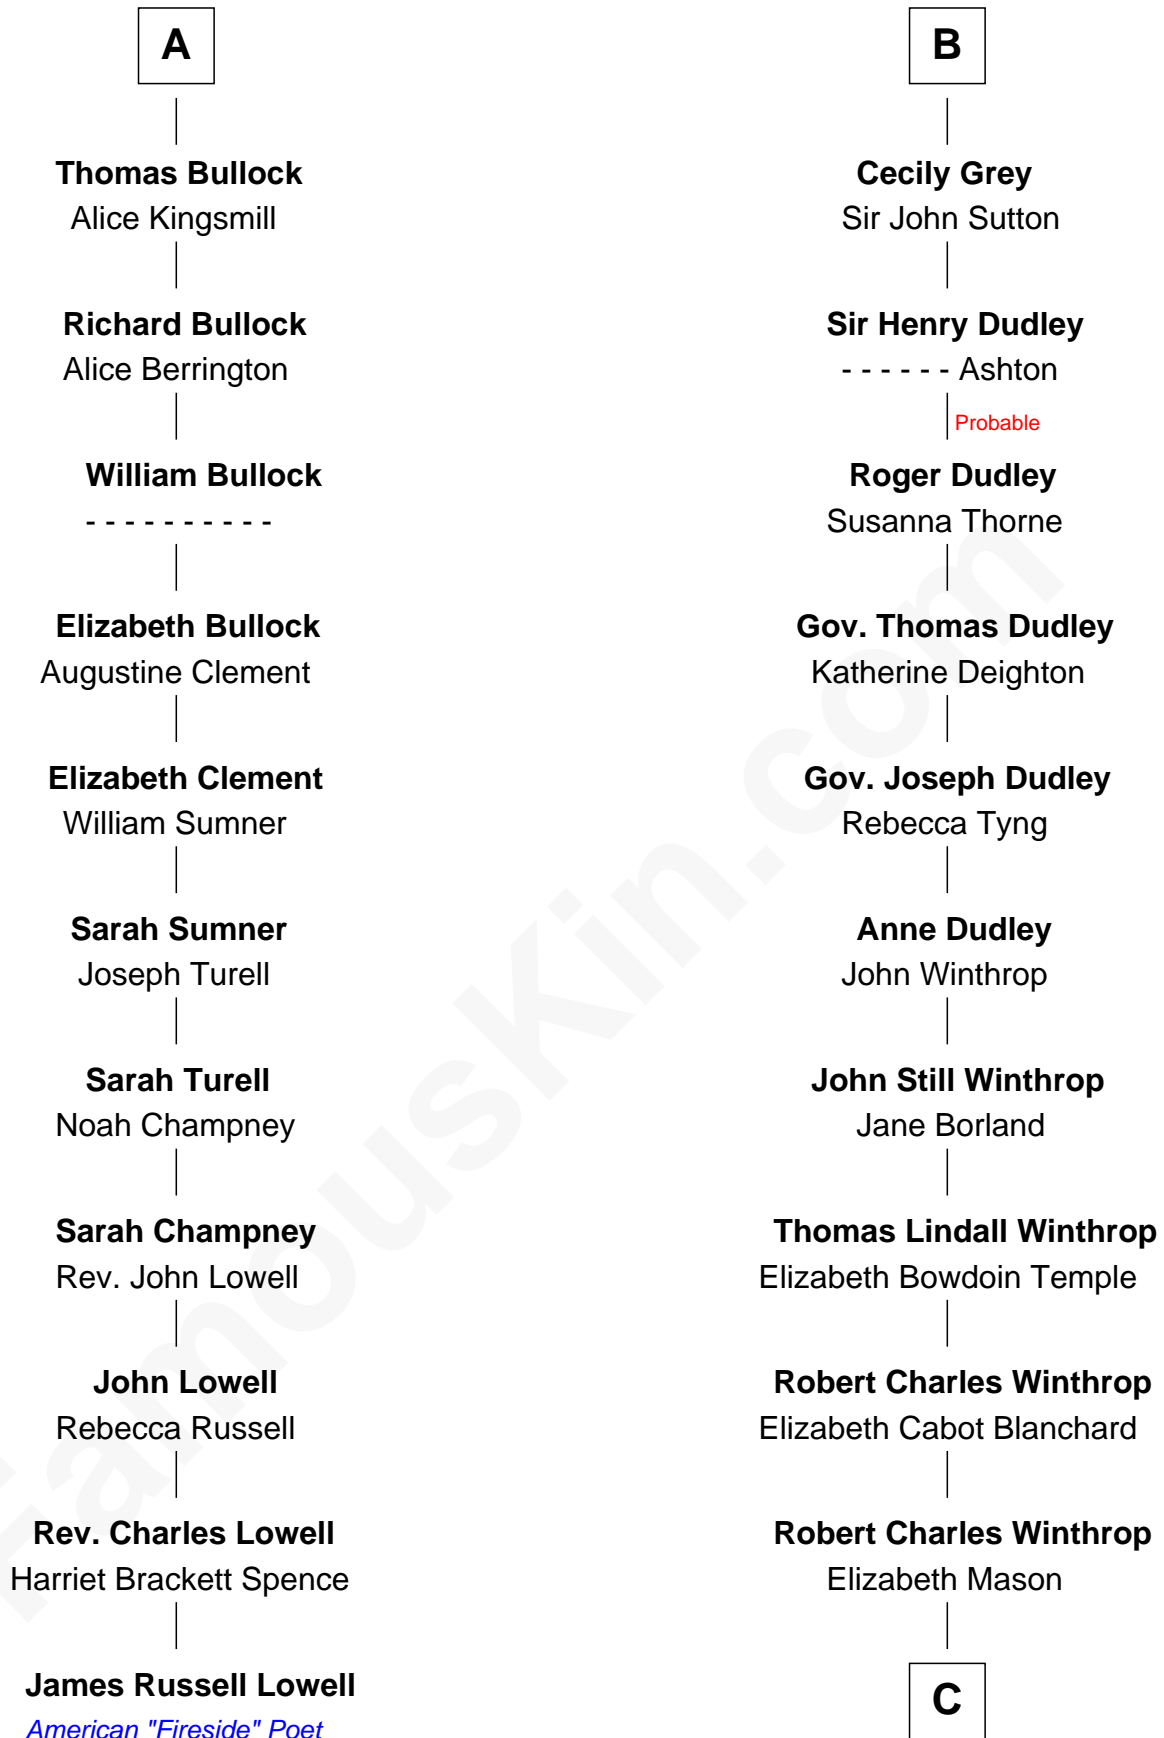 A
Thomas Bullock
Alice Kingsmill
Richard Bullock
Alice Berrington
William Bullock
- - - - - - - - - -
Elizabeth Bullock
Augustine Clement
Elizabeth Clement
William Sumner
Sarah Sumner
Joseph Turell
Sarah Turell
Noah Champney
Sarah Champney
Rev. John Lowell
John Lowell
Rebecca Russell
Rev. Charles Lowell
Harriet Brackett Spence
James Russell Lowell
American "Fireside" Poet
B
Cecily Grey
Sir John Sutton
Sir Henry Dudley
- - - - - - Ashton
Probable
Roger Dudley
Susanna Thorne
Gov. Thomas Dudley
Katherine Deighton
Gov. Joseph Dudley
Rebecca Tyng
Anne Dudley
John Winthrop
John Still Winthrop
Jane Borland
Thomas Lindall Winthrop
Elizabeth Bowdoin Temple
Robert Charles Winthrop
Elizabeth Cabot Blanchard
Robert Charles Winthrop
Elizabeth Mason
C
FamousKin.com